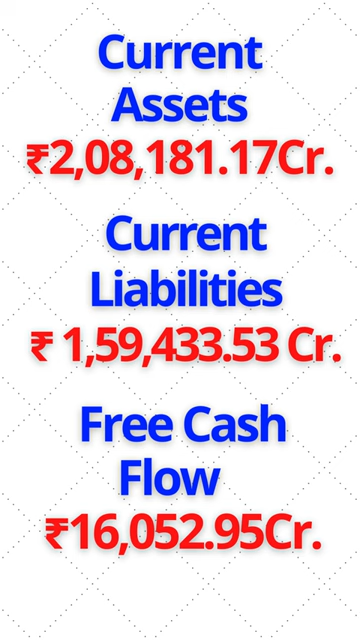 Current
Assets
₹2,08,181.17Cr.
Current
Liabilities
₹ 1,59,433.53 Cr.
Free Cash
Flow
₹16,052.95Cr.